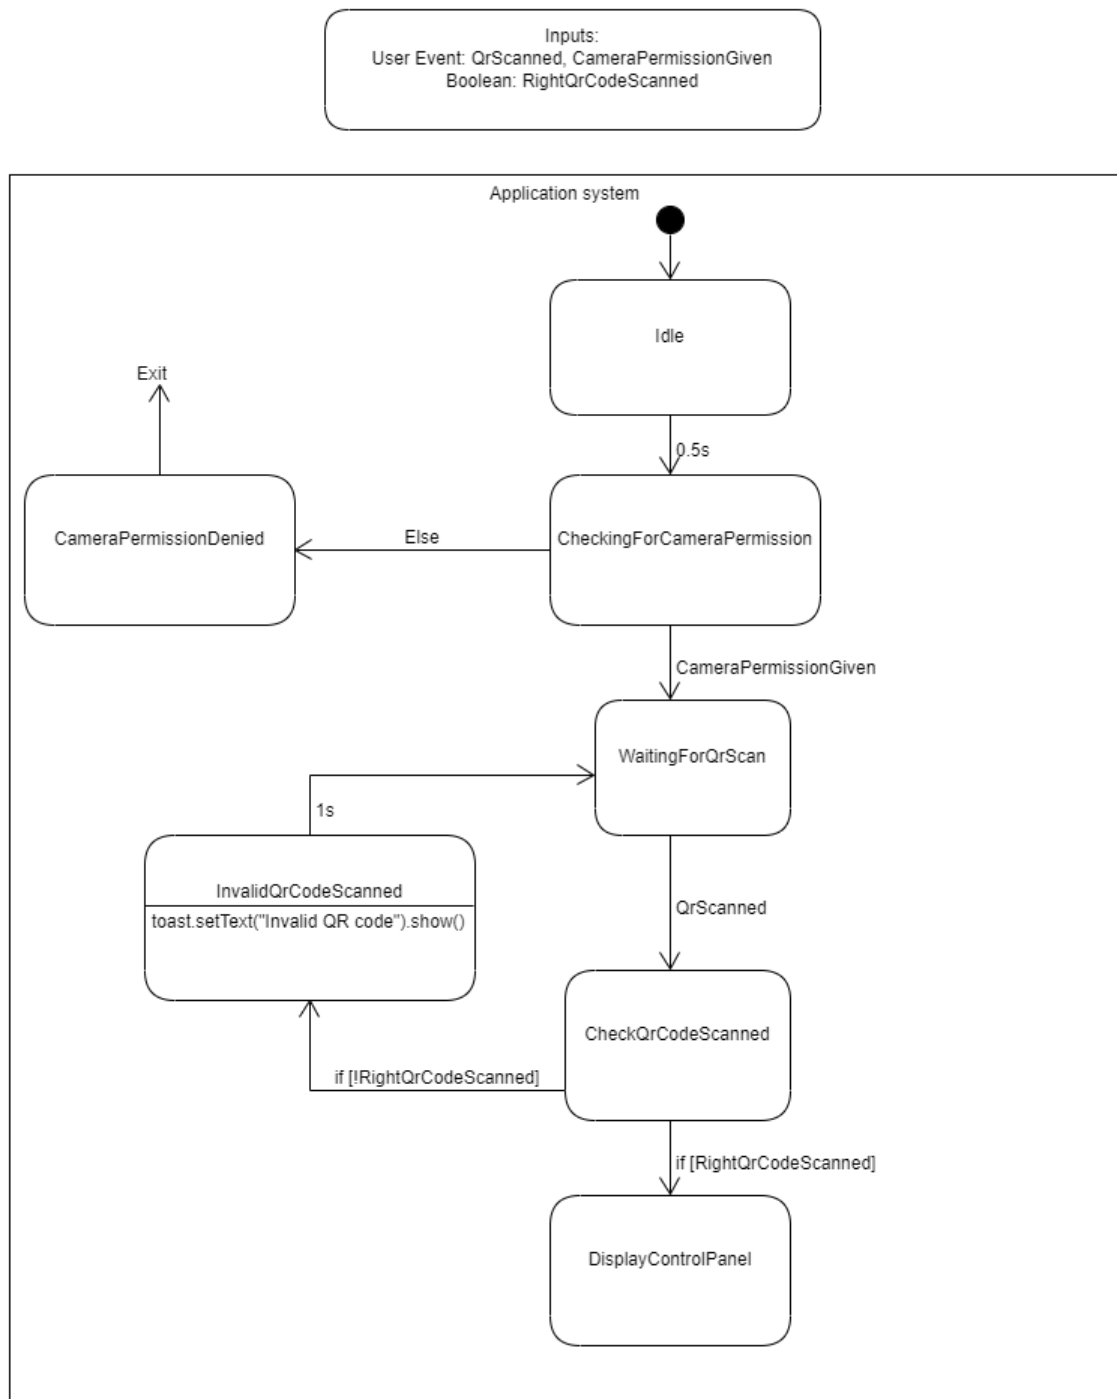 Inputs:
User Event: QrScanned, CameraPermissionGiven
Boolean: RightQrCodeScanned
Application system
Idle
Exit
0.5s
CameraPermissionDenied
Else
CheckingForCameraPermission
CameraPermissionGiven
WaitingForQrScan
1s
InvalidQrCodeScanned
toast.setText("Invalid QR code").show()
QrScanned
CheckQrCodeScanned
if [!RightQrCodeScanned]
if [RightQrCodeScanned]
DisplayControlPanel